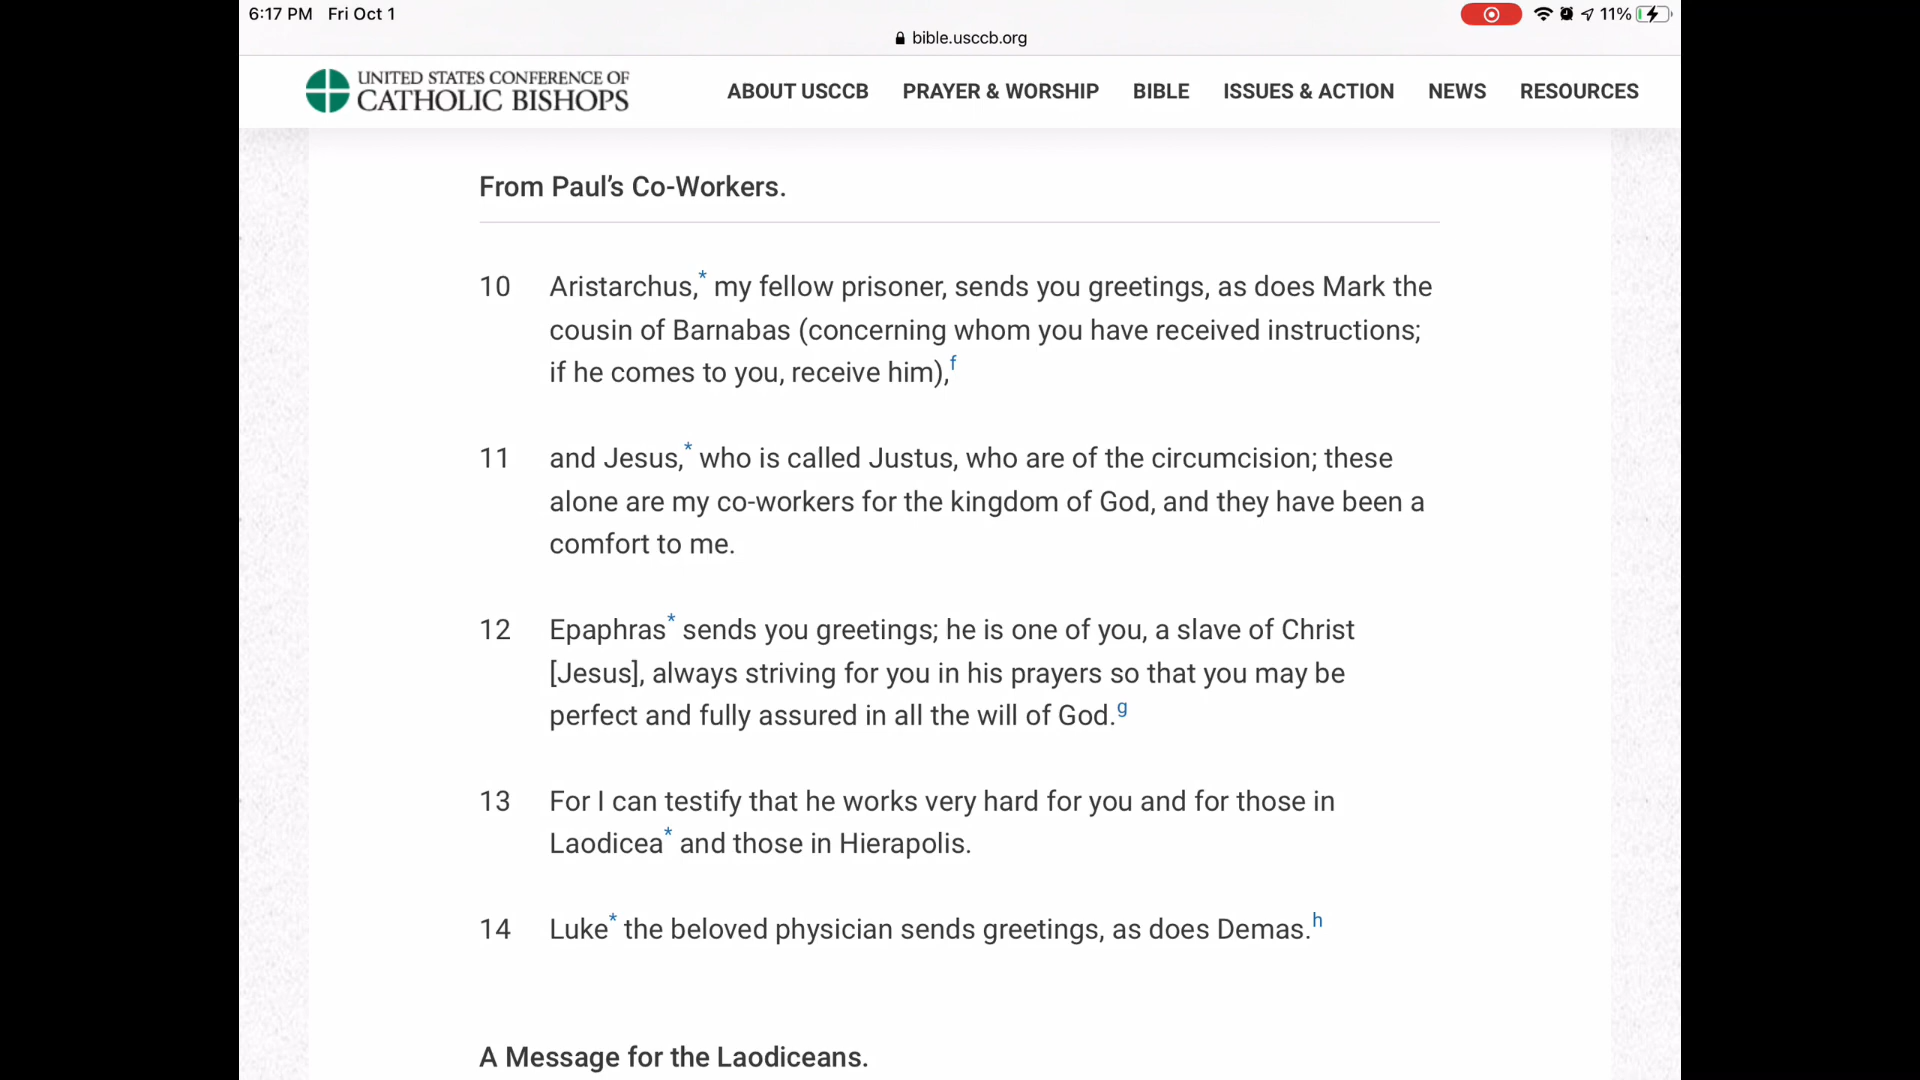 6:17 PM Fri Oct 1
11%
bible.usccb.org
UNITED STATES CONFERENCE OF
CATHOLIC BISHOPS
ABOUT USCCB PRAYER & WORSHIP BIBLE ISSUES & ACTION NEWS RESOURCES
From Paul's Co-Workers.
10 Aristarchus,* my fellow prisoner, sends you greetings, as does Mark the
cousin of Barnabas (concerning whom you have received instructions;
if he comes to you, receive him),f
11 and Jesus,* who is called Justus, who are of the circumcision; these
alone are my co-workers for the kingdom of God, and they have been a
comfort to me.
12 Epaphras* sends you greetings; he is one of you, a slave of Christ
[Jesus], always striving for you in his prayers so that you may be
perfect and fully assured in all the will of God.g
13 For I can testify that he works very hard for you and for those in
Laodicea* and those in Hierapolis.
14 Luke* the beloved physician sends greetings, as does Demas.h
A Message for the Laodiceans.